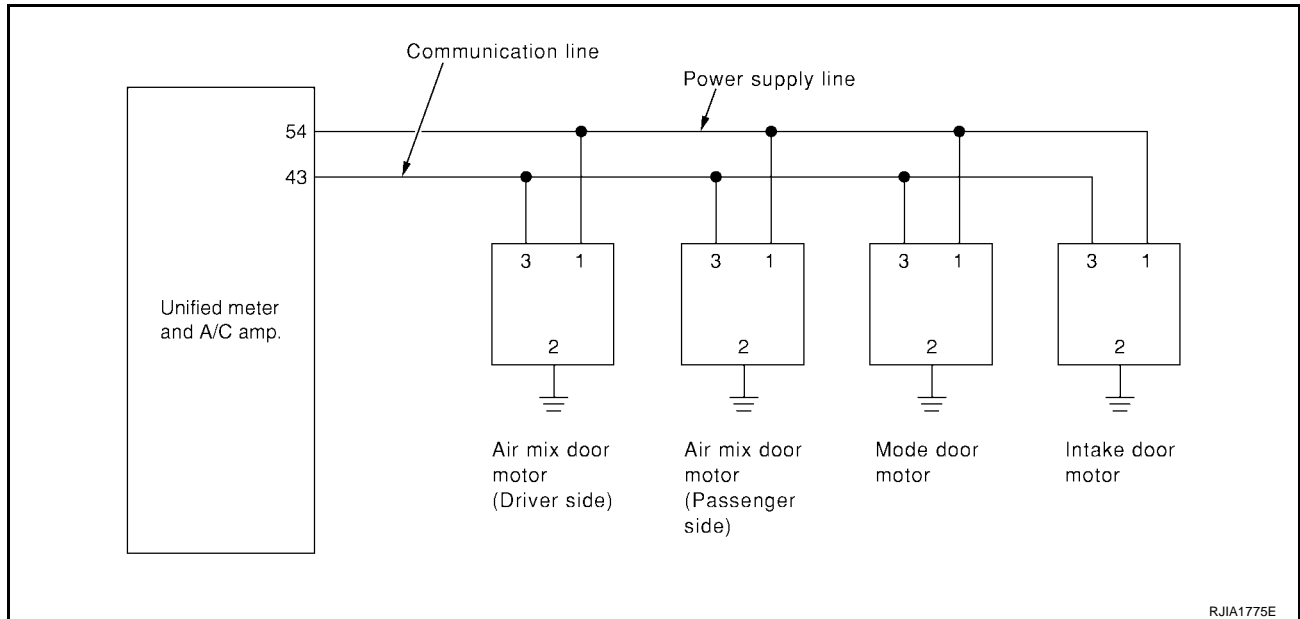 Communication line
Power supply line
54
43
3 1
3 1
3 1
3 1
Unified meter
and A/C amp.
2
2
2
2
Air mix door
motor
(Driver side)
Air mix door
motor
(Passenger
side)
Mode door
motor
Intake door
motor
RJIA1775E